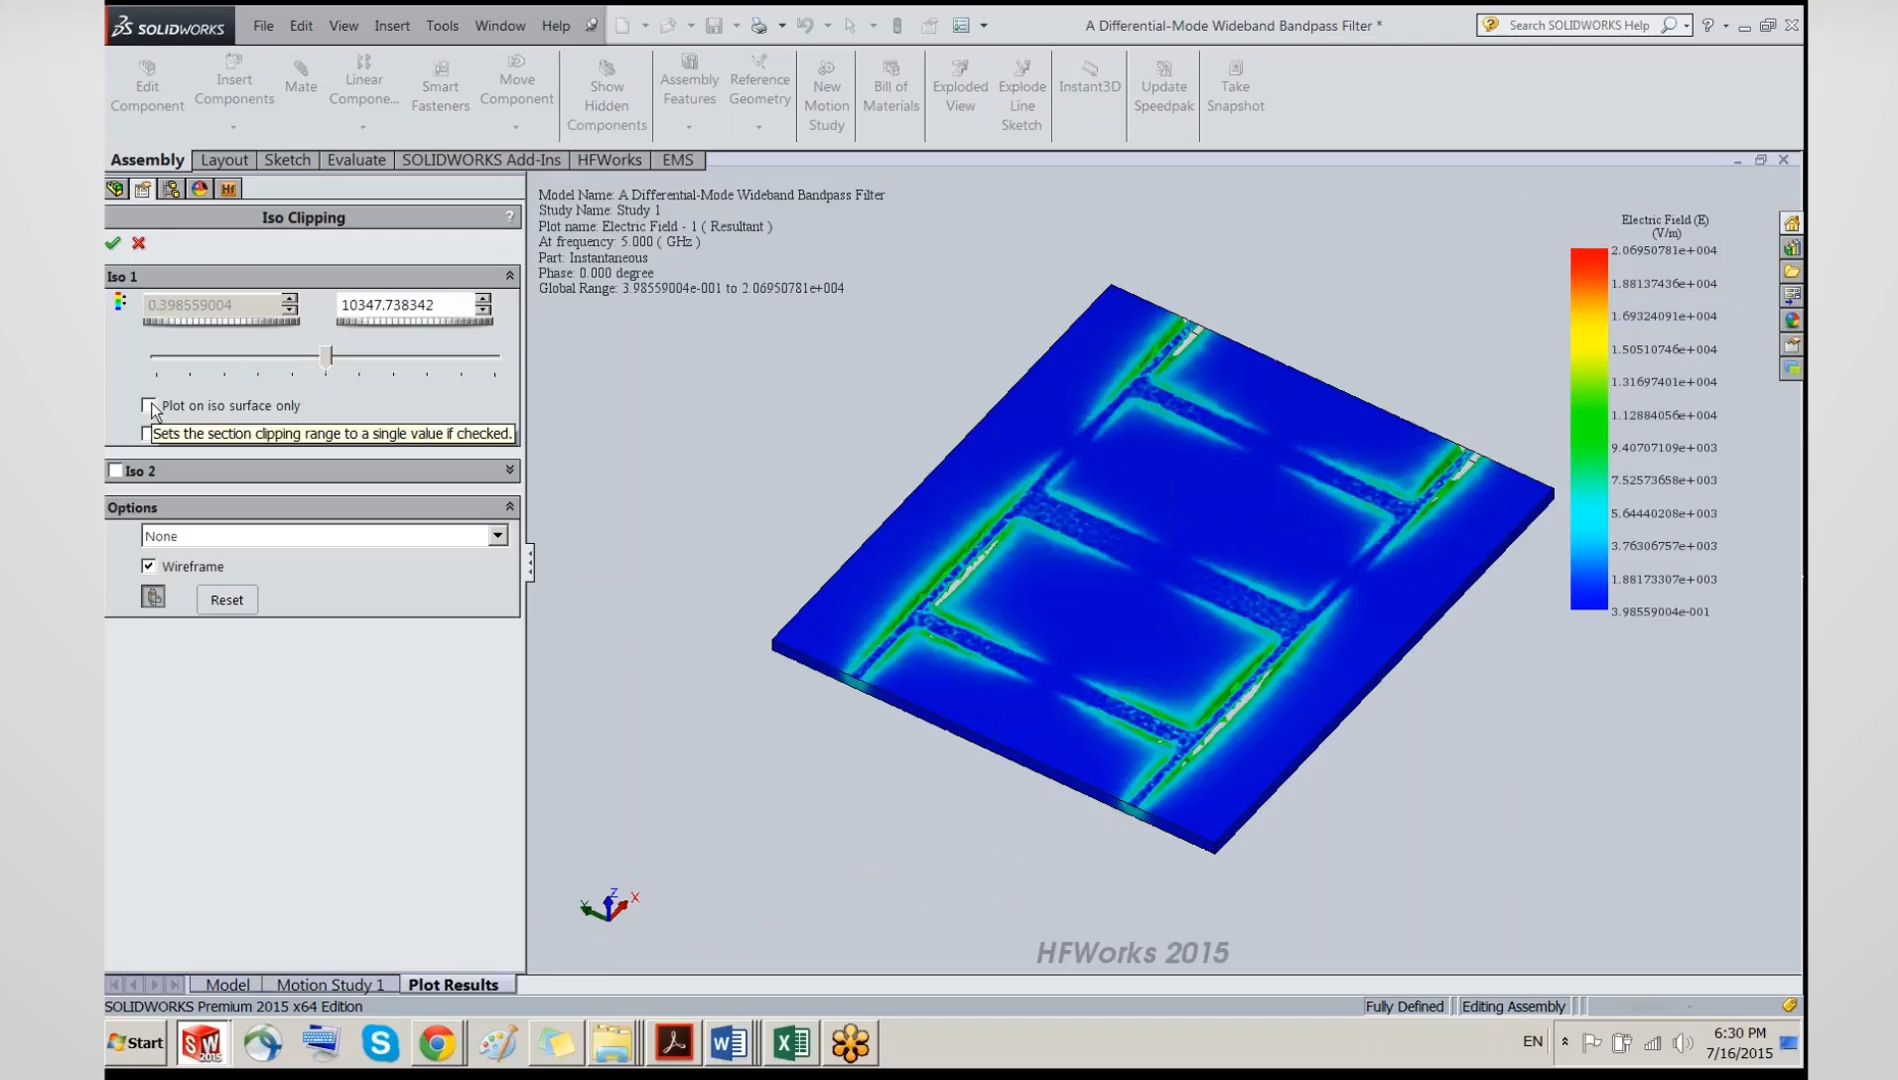 SOLIDWORKS File Edit View Insert Tools Window Help A Differential-Mode Wideband Bandpass Filter * Search SOLIDWORKS Help ?
Edit Component
Insert Components
Mate
Linear Compone...
Smart Fasteners
Move Component
Show Hidden Components
Assembly Features
Reference Geometry
New Motion Study
Bill of Materials
Exploded View
Explode Line Sketch
Instant3D
Update Speedpak
Take Snapshot
Assembly Layout Sketch Evaluate SOLIDWORKS Add-Ins HFWorks EMS
Iso Clipping ?
Iso 1
0.398559004 10347.738342
Plot on iso surface only
Sets the section clipping range to a single value if checked.
Iso 2
Options
None
Wireframe
Reset
Model Name: A Differential-Mode Wideband Bandpass Filter
Study Name: Study 1
Plot name: Electric Field - 1 ( Resultant )
At frequency: 5.000 ( GHz )
Part: Instantaneous
Phase: 0.000 degree
Global Range: 3.98559004e-001 to 2.06950781e+004
Electric Field (E)
(V/m)
2.06950781e+004
1.88137436e+004
1.69324091e+004
1.50510746e+004
1.31697401e+004
1.12884056e+004
9.40707109e+003
7.52573658e+003
5.64440208e+003
3.76306757e+003
1.88173307e+003
3.98559004e-001
Z
X
Y
HFWorks 2015
Model Motion Study 1 Plot Results
SOLIDWORKS Premium 2015 x64 Edition Fully Defined Editing Assembly
Start EN 6:30 PM
7/16/2015